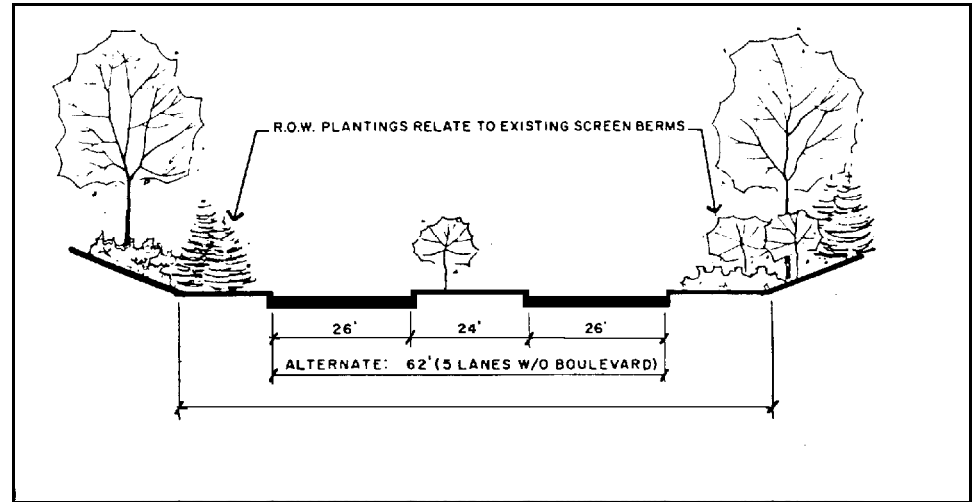 R.O.W. PLANTINGS RELATE TO EXISTING SCREEN BERMS
26' 24' 26'
ALTERNATE: 62' (5 LANES W/O BOULEVARD)